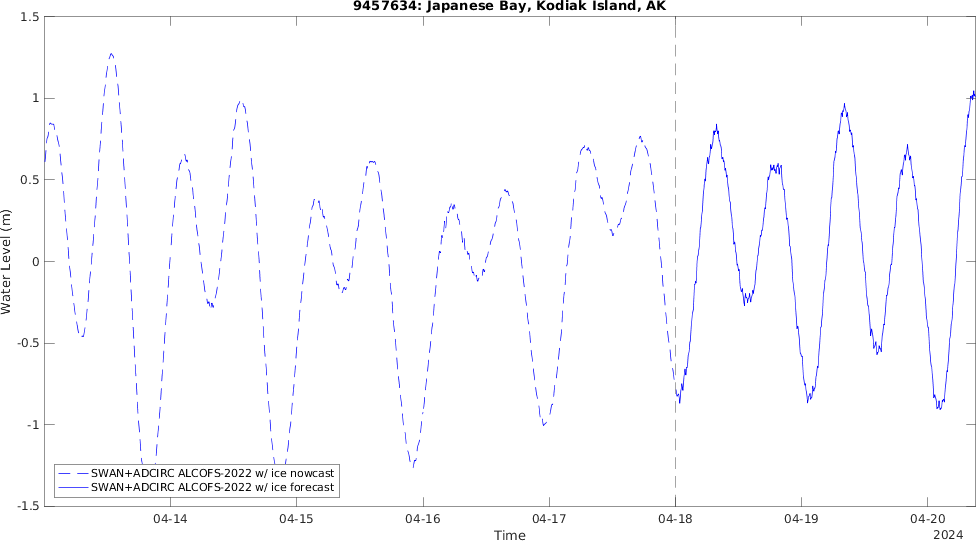 9457634: Japanese Bay, Kodiak Island, AK
1.5
1
0.5
0
-0.5
-1
-1.5
Water Level (m)
SWAN+ADCIRC ALCOFS-2022 w/ ice nowcast
SWAN+ADCIRC ALCOFS-2022 w/ ice forecast
04-14 04-15 04-16 04-17 04-18 04-19 04-20
Time
2024